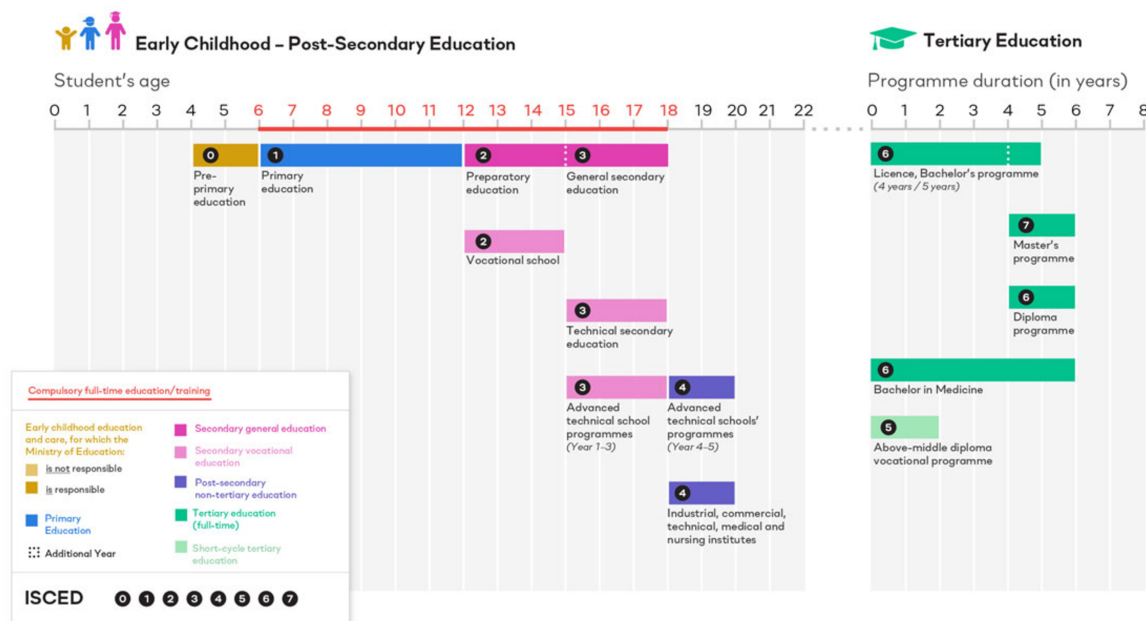 Early Childhood – Post-Secondary Education
Tertiary Education
Student's age
Programme duration (in years)
0 1 2 3 4 5 6 7 8 9 10 11 12 13 14 15 16 17 18 19 20 21 22
0 1 2 3 4 5 6 7 8
0
Pre-
primary
education
1
Primary
education
2
Preparatory
education
3
General secondary
education
6
Licence, Bachelor's programme
(4 years / 5 years)
2
Vocational school
7
Master's
programme
3
Technical secondary
education
6
Diploma
programme
3
Advanced
technical school
programmes
(Year 1–3)
4
Advanced
technical schools'
programmes
(Year 4–5)
6
Bachelor in Medicine
5
Above-middle diploma
vocational programme
4
Industrial, commercial,
technical, medical and
nursing institutes
Compulsory full-time education/training
Early childhood education
and care, for which the
Ministry of Education:
is not responsible
is responsible
Primary
Education
Additional Year
Secondary general education
Secondary vocational
education
Post-secondary
non-tertiary education
Tertiary education
(full-time)
Short-cycle tertiary
education
ISCED 0 1 2 3 4 5 6 7